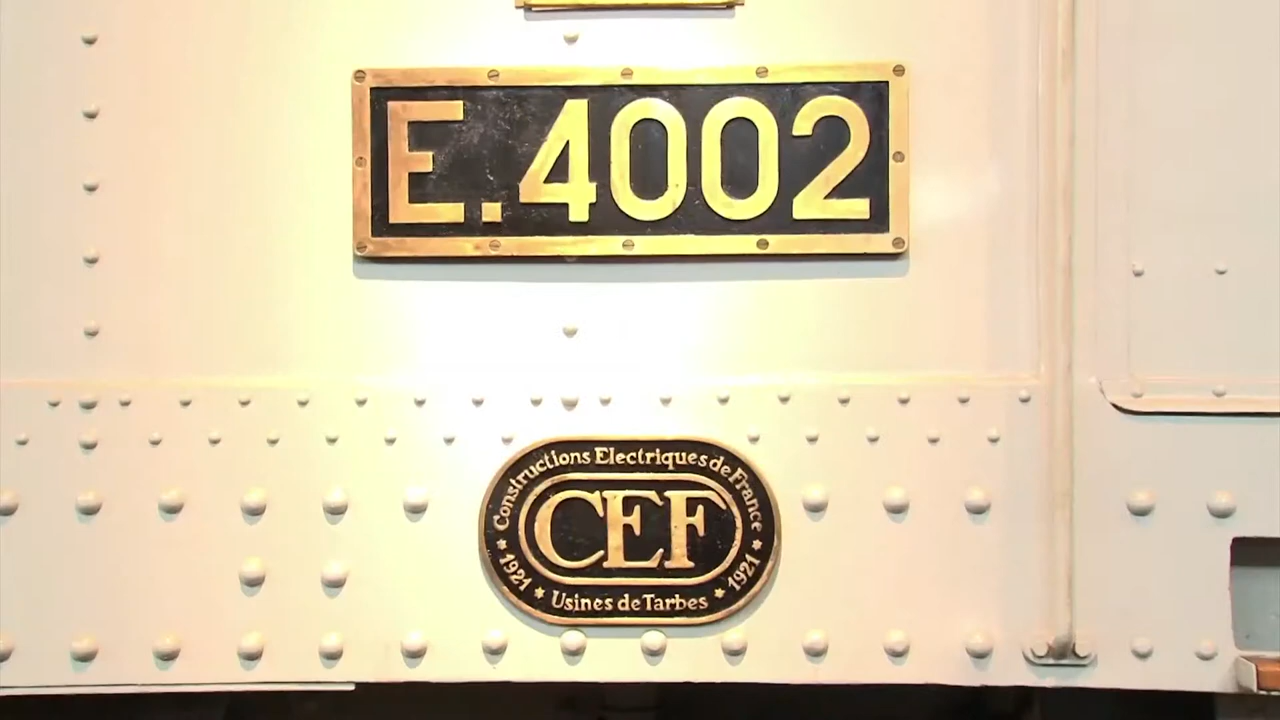 E.4002
Constructions Electriques de France
CEF
1921 * Usines de Tarbes * 1921